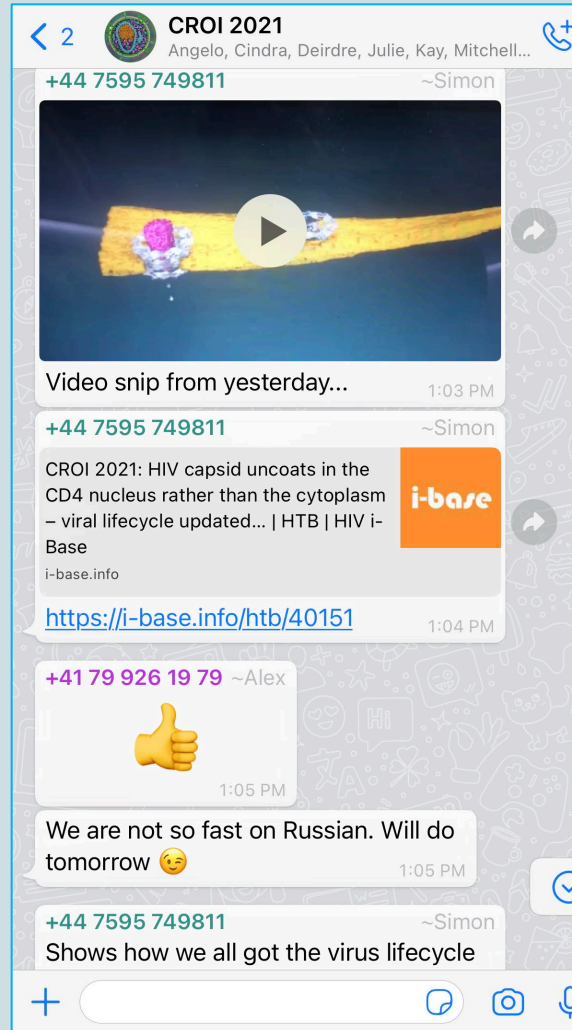 2
CROI 2021
Angelo, Cindra, Deirdre, Julie, Kay, Mitchell...
+44 7595 749811 ~Simon
Video snip from yesterday...
1:03 PM
+44 7595 749811 ~Simon
CROI 2021: HIV capsid uncoats in the
CD4 nucleus rather than the cytoplasm
– viral lifecycle updated... | HTB | HIV i-
Base
i-base.info
i-base
https://i-base.info/htb/40151
1:04 PM
+41 79 926 19 79 ~Alex
1:05 PM
We are not so fast on Russian. Will do
tomorrow 😉
1:05 PM
+44 7595 749811 ~Simon
Shows how we all got the virus lifecycle